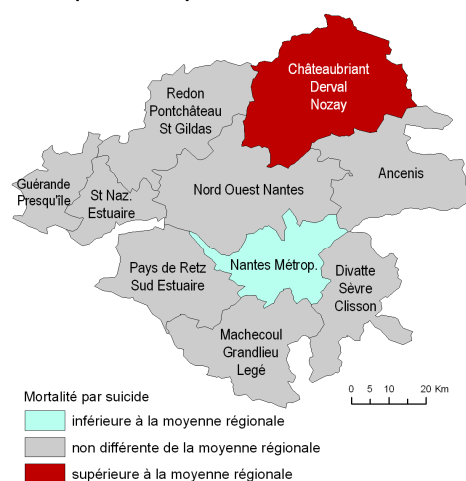 Châteaubriant
Derval
Nozay
Redon
Pontchâteau
St Gildas
Ancenis
Guérande
Presqu'île
St Naz.
Estuaire
Nord Ouest Nantes
Nantes Métrop.
Pays de Retz
Sud Estuaire
Divatte
Sèvre
Clisson
Machecoul
Grandlieu
Legé
0 5 10 20 Km
Mortalité par suicide
inférieure à la moyenne régionale
non différente de la moyenne régionale
supérieure à la moyenne régionale